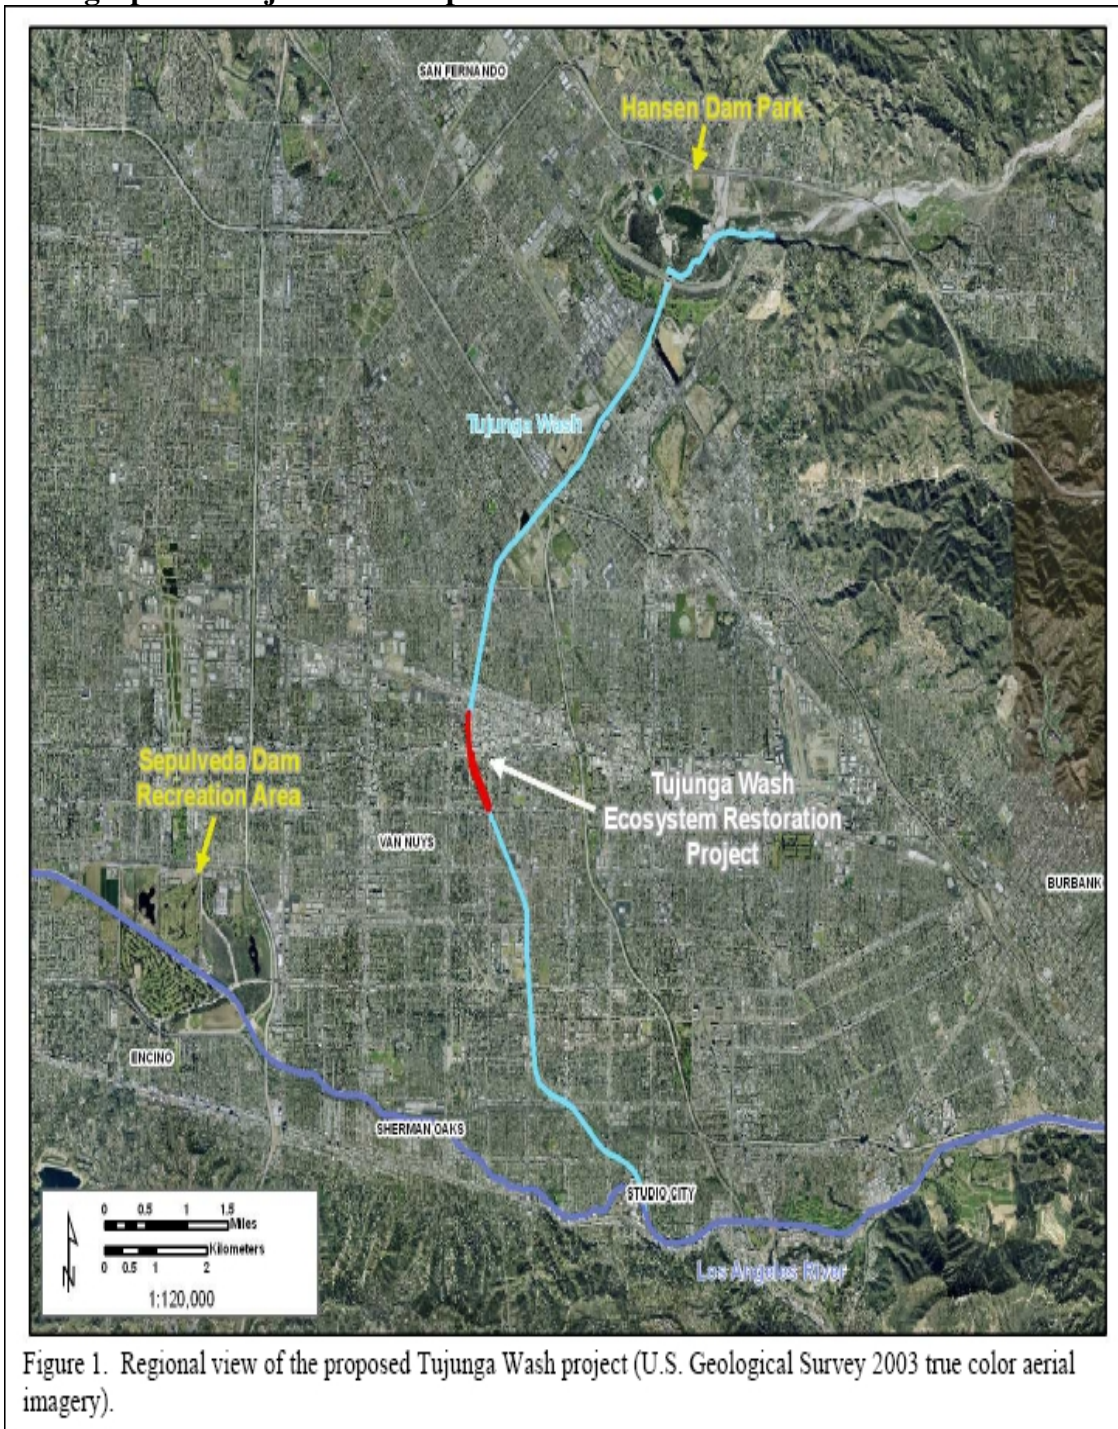 SAN FERNANDO
Hansen Dam Park
Tujunga Wash
Sepulveda Dam
Recreation Area
Tujunga Wash
Ecosystem Restoration
Project
VAN NUYS
BURBANK
ENCINO
SHERMAN OAKS
STUDIO CITY
Los Angeles River
0 0.5 1 1.5
Miles
Kilometers
0 0.5 1 2
N
1:120,000
Figure 1. Regional view of the proposed Tujunga Wash project (U.S. Geological Survey 2003 true color aerial
imagery).